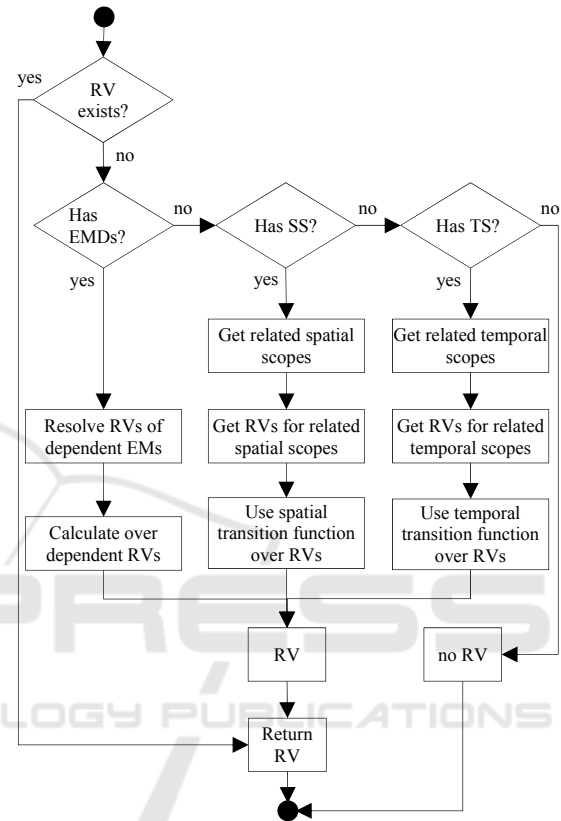 yes
RV
exists?
no
Has
EMDs?
no
Has SS?
no
Has TS?
no
yes
yes
yes
Get related spatial
scopes
Get related temporal
scopes
Resolve RVs of
dependent EMs
Get RVs for related
spatial scopes
Get RVs for related
temporal scopes
Calculate over
dependent RVs
Use spatial
transition function
over RVs
Use temporal
transition function
over RVs
PRESS
RV
no RV
LOGY PUBLICATIONS
Return
RV